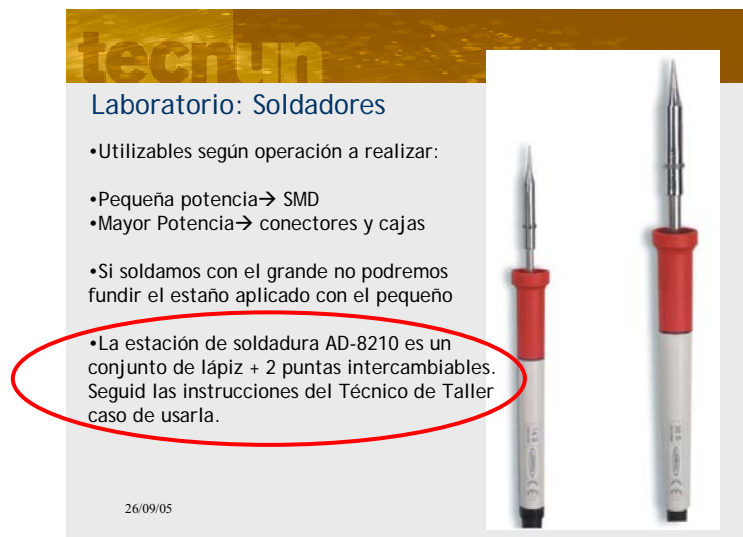 tecnun
Laboratorio: Soldadores
•Utilizables según operación a realizar:
•Pequeña potencia→ SMD
•Mayor Potencia→ conectores y cajas
•Si soldamos con el grande no podremos
fundir el estaño aplicado con el pequeño
•La estación de soldadura AD-8210 es un
conjunto de lápiz + 2 puntas intercambiables.
Seguid las instrucciones del Técnico de Taller
caso de usarla.
26/09/05